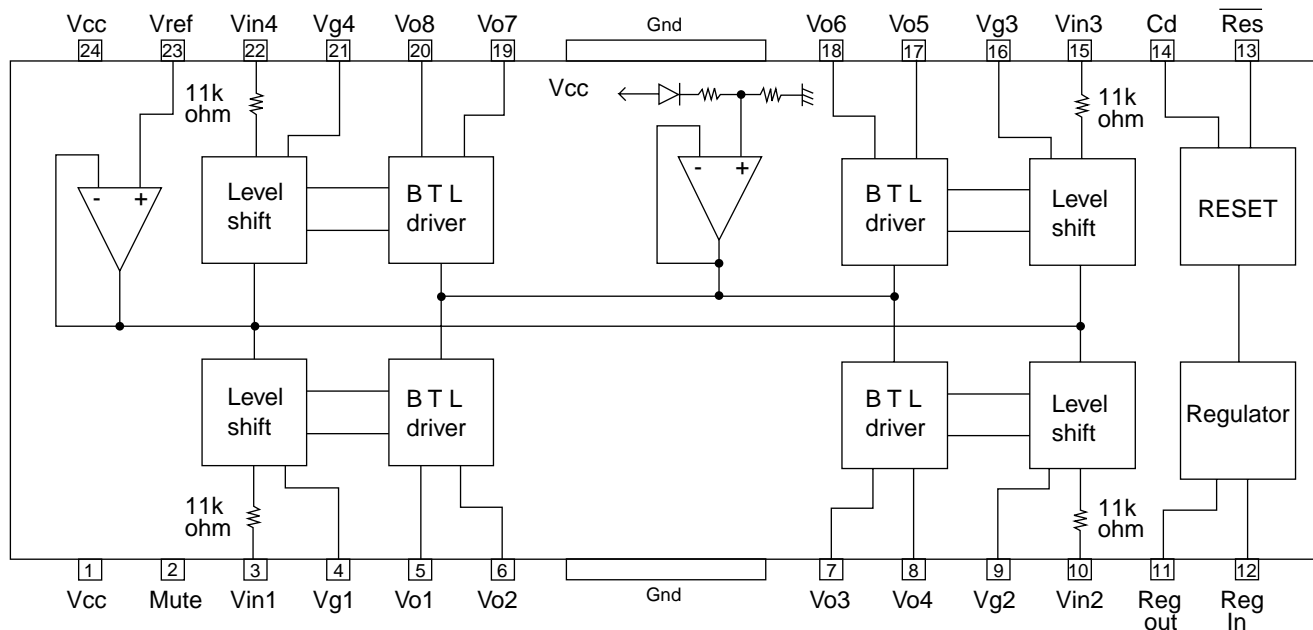 Vcc Vref Vin4 Vg4 Vo8 Vo7 Gnd Vo6 Vo5 Vg3 Vin3 Cd Res
24 23 22 21 20 19 18 17 16 15 14 13
11k
ohm
Vcc
11k
ohm
- +
Level
shift
B T L
driver
- +
B T L
driver
Level
shift
RESET
Level
shift
B T L
driver
B T L
driver
Level
shift
Regulator
11k
ohm
11k
ohm
1 2 3 4 5 6 7 8 9 10 11 12
Vcc Mute Vin1 Vg1 Vo1 Vo2 Gnd Vo3 Vo4 Vg2 Vin2 Reg Reg
out In